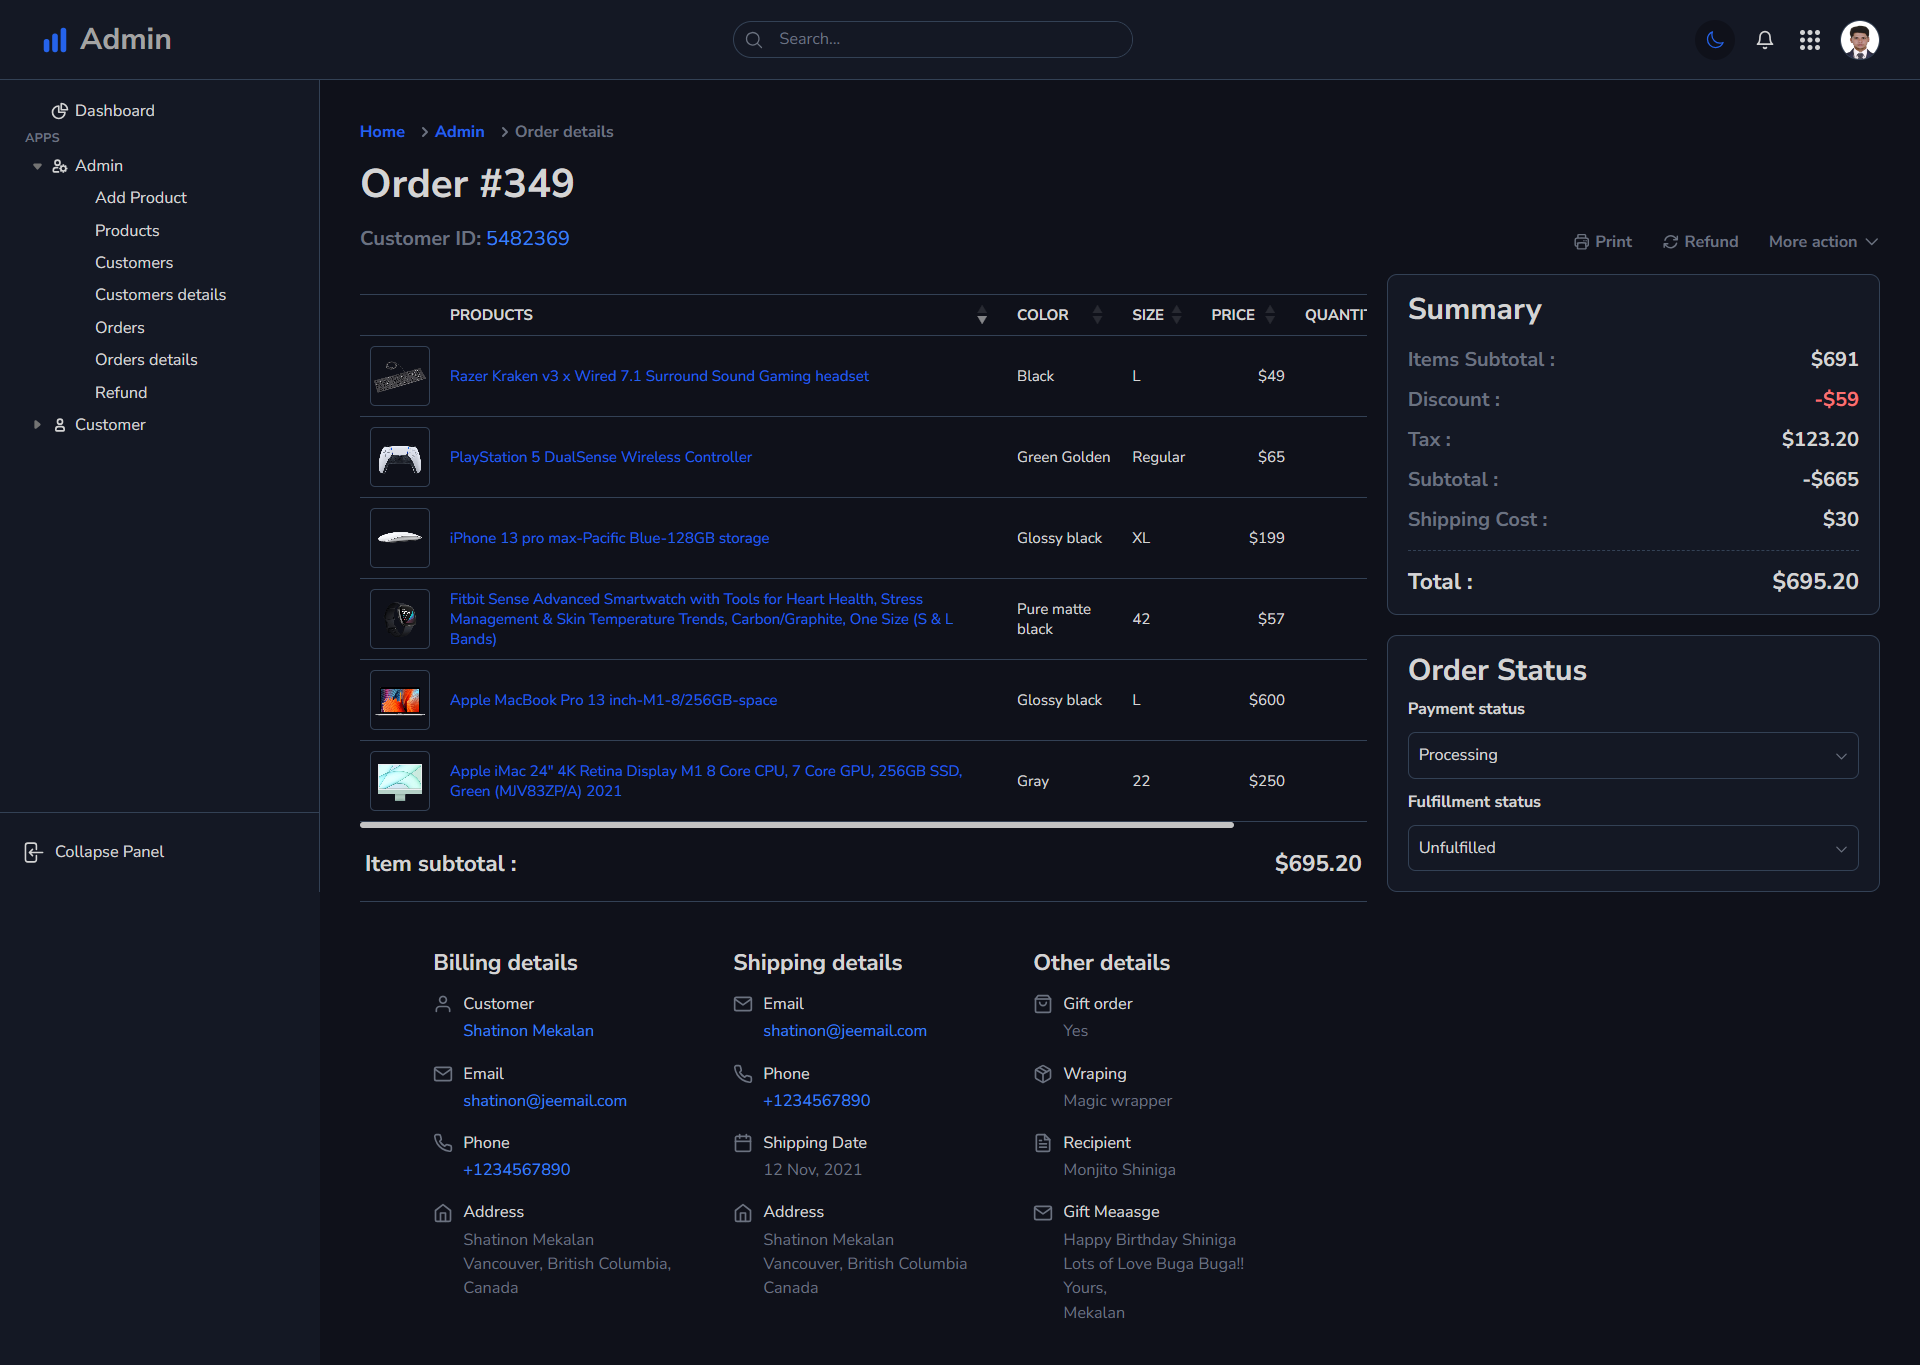 Admin
Search...
Dashboard
APPS
Admin
Add Product
Products
Customers
Customers details
Orders
Orders details
Refund
Customer
Collapse Panel
Home
Admin
Order details
Order #349
Customer ID: 5482369
Print
Refund
More action
PRODUCTS
COLOR
SIZE
PRICE
QUANTIT
Razer Kraken v3 x Wired 7.1 Surround Sound Gaming headset
Black
L
$49
PlayStation 5 DualSense Wireless Controller
Green Golden
Regular
$65
iPhone 13 pro max-Pacific Blue-128GB storage
Glossy black
XL
$199
Fitbit Sense Advanced Smartwatch with Tools for Heart Health, Stress
Management & Skin Temperature Trends, Carbon/Graphite, One Size (S & L
Bands)
Pure matte
black
42
$57
Apple MacBook Pro 13 inch-M1-8/256GB-space
Glossy black
L
$600
Apple iMac 24" 4K Retina Display M1 8 Core CPU, 7 Core GPU, 256GB SSD,
Green (MJV83ZP/A) 2021
Gray
22
$250
Item subtotal :
$695.20
Summary
Items Subtotal :
$691
Discount :
-$59
Tax :
$123.20
Subtotal :
-$665
Shipping Cost :
$30
Total :
$695.20
Order Status
Payment status
Processing
Fulfillment status
Unfulfilled
Billing details
Customer
Shatinon Mekalan
Email
shatinon@jeemail.com
Phone
+1234567890
Address
Shatinon Mekalan
Vancouver, British Columbia,
Canada
Shipping details
Email
shatinon@jeemail.com
Phone
+1234567890
Shipping Date
12 Nov, 2021
Address
Shatinon Mekalan
Vancouver, British Columbia
Canada
Other details
Gift order
Yes
Wraping
Magic wrapper
Recipient
Monjito Shiniga
Gift Meaasge
Happy Birthday Shiniga
Lots of Love Buga Buga!!
Yours,
Mekalan